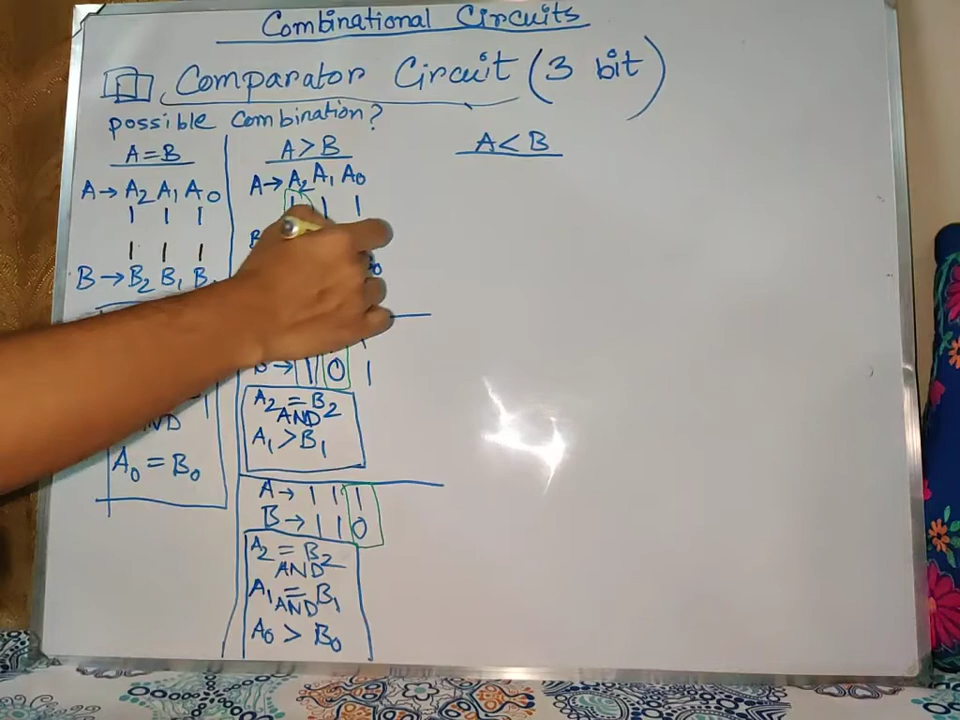 Combinational Circuits
Comparator Circuit (3 bit)
possible Combination?
A=B
A → A₂ A₁ A₀
1 1 1
1 1 1
B → B₂ B₁
AND
A₀ = B₀
A > B
A → A₂ A₁ A₀
1 1 1
B → 1 0 1
A₂ = B₂
AND
A₁ > B₁
A → 1 1 1
B → 1 1 0
A₂ = B₂
AND
A₁ = B₁
AND
A₀ > B₀
A < B